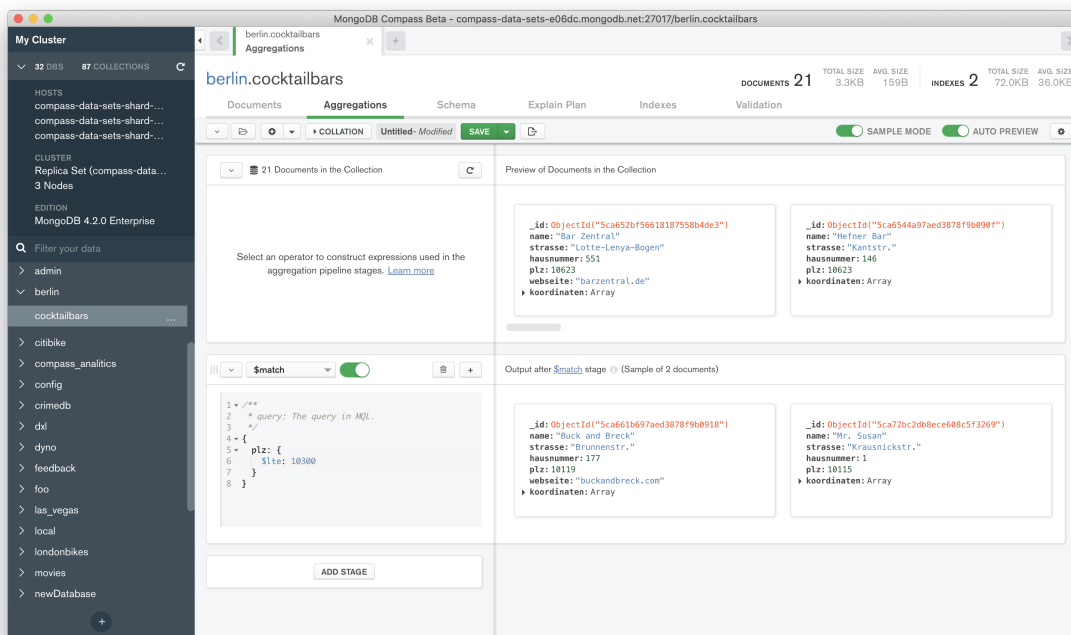 MongoDB Compass Beta - compass-data-sets-e06dc.mongodb.net:27017/berlin.cocktailbars
My Cluster
32 DBS 87 COLLECTIONS
HOSTS
compass-data-sets-shard-...
compass-data-sets-shard-...
compass-data-sets-shard-...
CLUSTER
Replica Set (compass-data...
3 Nodes
EDITION
MongoDB 4.2.0 Enterprise
Filter your data
admin
berlin
cocktailbars ...
citibike
compass_analitics
config
crimedb
dxl
dyno
feedback
foo
las_vegas
local
londonbikes
movies
newDatabase
+
berlin.cocktailbars
Aggregations
+
berlin.cocktailbars
DOCUMENTS 21 TOTAL SIZE 3.3KB AVG. SIZE 159B INDEXES 2 TOTAL SIZE 72.0KB AVG. SIZE 36.0KB
Documents Aggregations Schema Explain Plan Indexes Validation
COLLATION Untitled- Modified SAVE SAMPLE MODE AUTO PREVIEW
21 Documents in the Collection
Select an operator to construct expressions used in the
aggregation pipeline stages. Learn more
Preview of Documents in the Collection
_id: ObjectId("5ca652bf56618187558b4de3")
name: "Bar Zentral"
strasse: "Lotte-Lenya-Bogen"
hausnummer: 551
plz: 10623
webseite: "barzentral.de"
koordinaten: Array
_id: ObjectId("5ca6544a97aed3878f9b090f")
name: "Hefner Bar"
strasse: "Kantstr."
hausnummer: 146
plz: 10623
koordinaten: Array
$match
+
1 /**
2 * query: The query in MQL.
3 */
4 {
5 plz: {
6 $lte: 10300
7 }
8 }
Output after $match stage (Sample of 2 documents)
_id: ObjectId("5ca661b697aed3878f9b0918")
name: "Buck and Breck"
strasse: "Brunnenstr."
hausnummer: 177
plz: 10119
webseite: "buckandbreck.com"
koordinaten: Array
_id: ObjectId("5ca72bc2db8ece608c5f3269")
name: "Mr. Susan"
strasse: "Krausnickstr."
hausnummer: 1
plz: 10115
koordinaten: Array
ADD STAGE